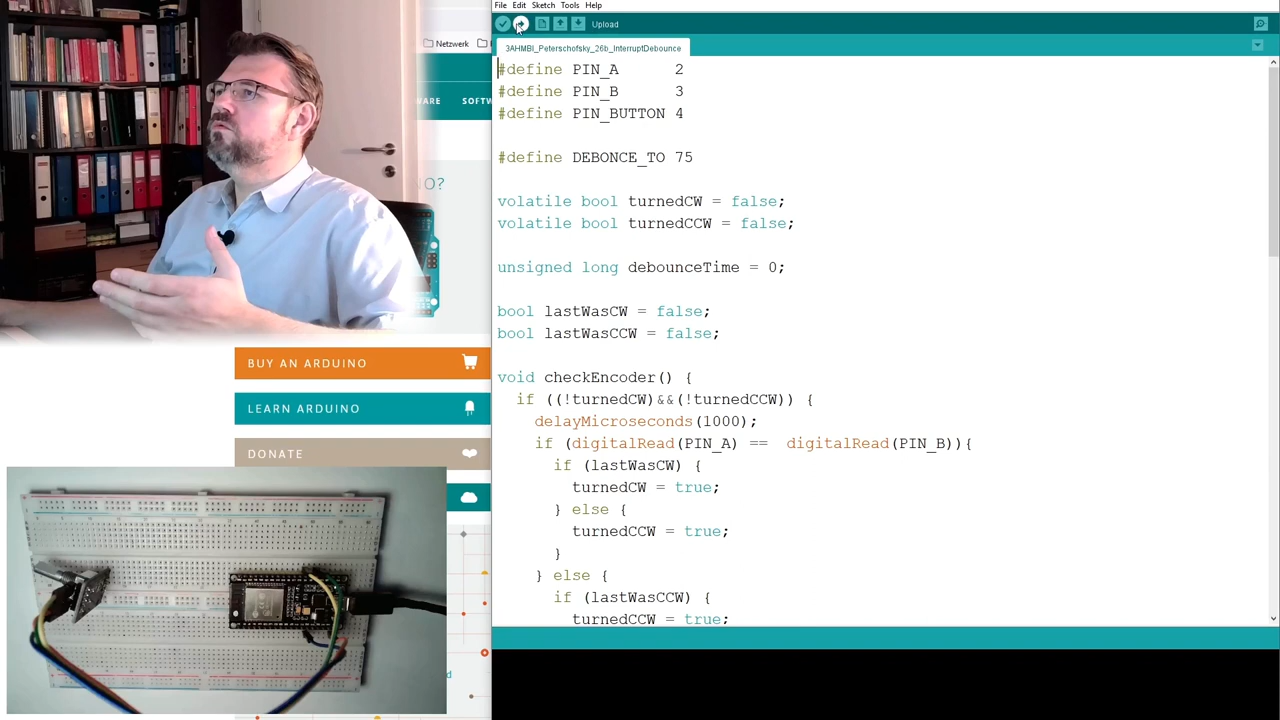 File Edit Sketch Tools Help
Upload
3AHMBI_Peterschofsky_26b_InterruptDebounce
#define PIN_A      2
#define PIN_B      3
#define PIN_BUTTON 4
#define DEBONCE_TO 75
volatile bool turnedCW = false;
volatile bool turnedCCW = false;
unsigned long debounceTime = 0;
bool lastWasCW = false;
bool lastWasCCW = false;
void checkEncoder() {
if ((!turnedCW)&&(!turnedCCW)) {
delayMicroseconds(1000);
if (digitalRead(PIN_A) ==  digitalRead(PIN_B)){
if (lastWasCW) {
turnedCW = true;
} else {
turnedCCW = true;
}
} else {
if (lastWasCCW) {
turnedCCW = true;
Netzwerk
WARE SOFTW
NO?
BUY AN ARDUINO
LEARN ARDUINO
DONATE